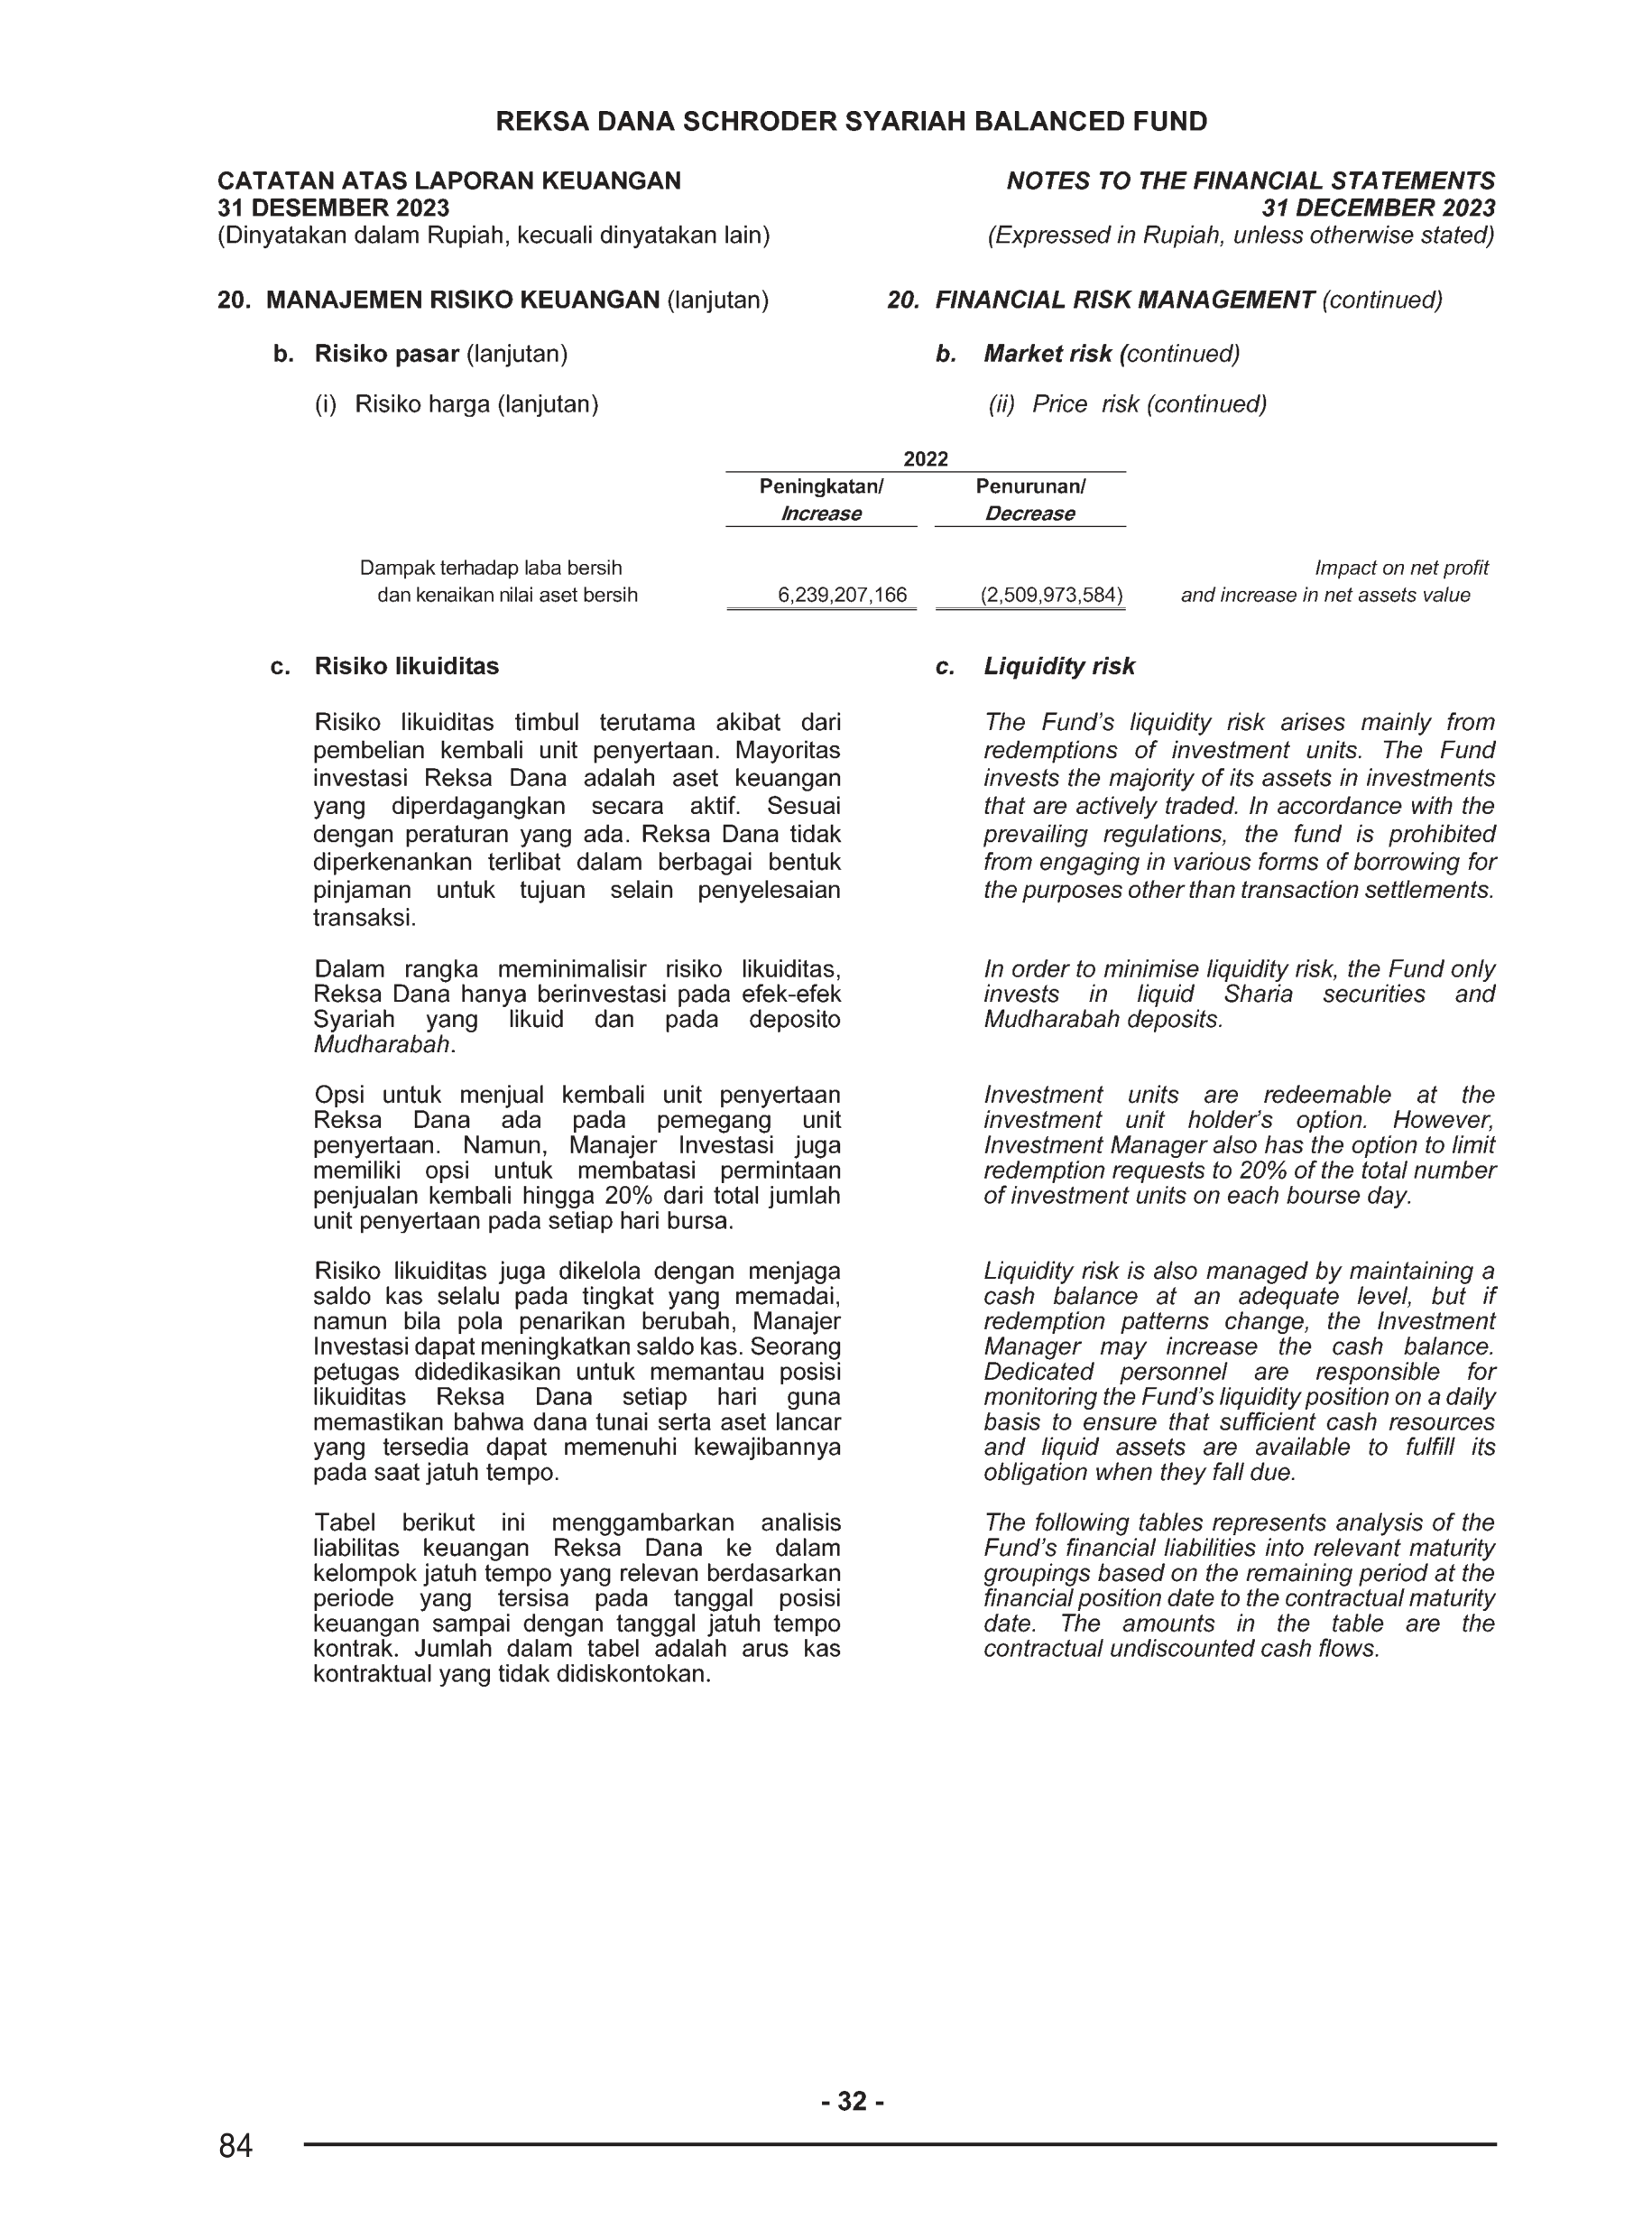 REKSA DANA SCHRODER SYARIAH BALANCED FUND
CATATAN ATAS LAPORAN KEUANGAN
31 DESEMBER 2023
(Dinyatakan dalam Rupiah, kecuali dinyatakan lain)
NOTES TO THE FINANCIAL STATEMENTS
31 DECEMBER 2023
(Expressed in Rupiah, unless otherwise stated)
20. MANAJEMEN RISIKO KEUANGAN (lanjutan)
20. FINANCIAL RISK MANAGEMENT (continued)
b. Risiko pasar (lanjutan)
b. Market risk (continued)
(i) Risiko harga (lanjutan)
(ii) Price risk (continued)
2022
Peningkatan/ Penurunan/
Increase Decrease
Dampak terhadap laba bersih Impact on net profit
dan kenaikan nilai aset bersih 6,239,207,166 (2,509,973,584) and increase in net assets value
c. Risiko likuiditas
Risiko likuiditas timbul terutama akibat dari
pembelian kembali unit penyertaan. Mayoritas
investasi Reksa Dana adalah aset keuangan
yang diperdagangkan secara aktif. Sesuai
dengan peraturan yang ada. Reksa Dana tidak
diperkenankan terlibat dalam berbagai bentuk
pinjaman untuk tujuan selain penyelesaian
transaksi.
Dalam rangka meminimalisir risiko likuiditas,
Reksa Dana hanya berinvestasi pada efek-efek
Syariah yang likuid dan pada deposito
Mudharabah.
Opsi untuk menjual kembali unit penyertaan
Reksa Dana ada pada pemegang unit
penyertaan. Namun, Manajer Investasi juga
memiliki opsi untuk membatasi permintaan
penjualan kembali hingga 20% dari total jumlah
unit penyertaan pada setiap hari bursa.
Risiko likuiditas juga dikelola dengan menjaga
saldo kas selalu pada tingkat yang memadai,
namun bila pola penarikan berubah, Manajer
Investasi dapat meningkatkan saldo kas. Seorang
petugas didedikasikan untuk memantau posisi
likuiditas Reksa Dana setiap hari guna
memastikan bahwa dana tunai serta aset lancar
yang tersedia dapat memenuhi kewajibannya
pada saat jatuh tempo.
Tabel berikut ini menggambarkan analisis
liabilitas keuangan Reksa Dana ke dalam
kelompok jatuh tempo yang relevan berdasarkan
periode yang tersisa pada tanggal posisi
keuangan sampai dengan tanggal jatuh tempo
kontrak. Jumlah dalam tabel adalah arus kas
kontraktual yang tidak didiskontokan.
c. Liquidity risk
The Fund's liquidity risk arises mainly from
redemptions of investment units. The Fund
invests the majority of its assets in investments
that are actively traded. In accordance with the
prevailing regulations, the fund is prohibited
from engaging in various forms of borrowing for
the purposes other than transaction settlements.
In order to minimise liquidity risk, the Fund only
invests in liquid Sharia securities and
Mudharabah deposits.
Investment units are redeemable at the
investment unit holder's option. However,
Investment Manager also has the option to limit
redemption requests to 20% of the total number
of investment units on each bourse day.
Liquidity risk is also managed by maintaining a
cash balance at an adequate level, but if
redemption patterns change, the Investment
Manager may increase the cash balance.
Dedicated personnel are responsible for
monitoring the Fund's liquidity position on a daily
basis to ensure that sufficient cash resources
and liquid assets are available to fulfill its
obligation when they fall due.
The following tables represents analysis of the
Fund's financial liabilities into relevant maturity
groupings based on the remaining period at the
financial position date to the contractual maturity
date. The amounts in the table are the
contractual undiscounted cash flows.
- 32 -
84